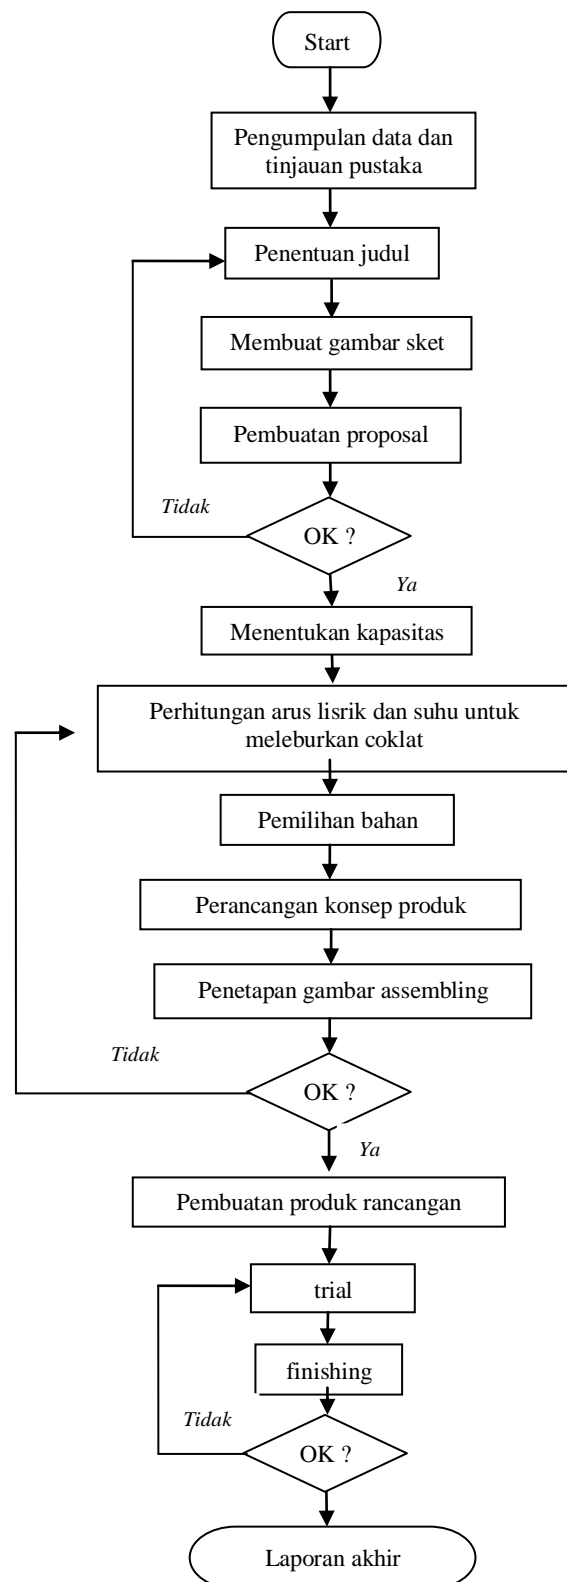 Start
Pengumpulan data dan
tinjauan pustaka
Penentuan judul
Membuat gambar sket
Pembuatan proposal
Tidak
OK ?
Ya
Menentukan kapasitas
Perhitungan arus lisrik dan suhu untuk
meleburkan coklat
Pemilihan bahan
Perancangan konsep produk
Penetapan gambar assembling
Tidak
OK ?
Ya
Pembuatan produk rancangan
trial
finishing
Tidak
OK ?
Laporan akhir